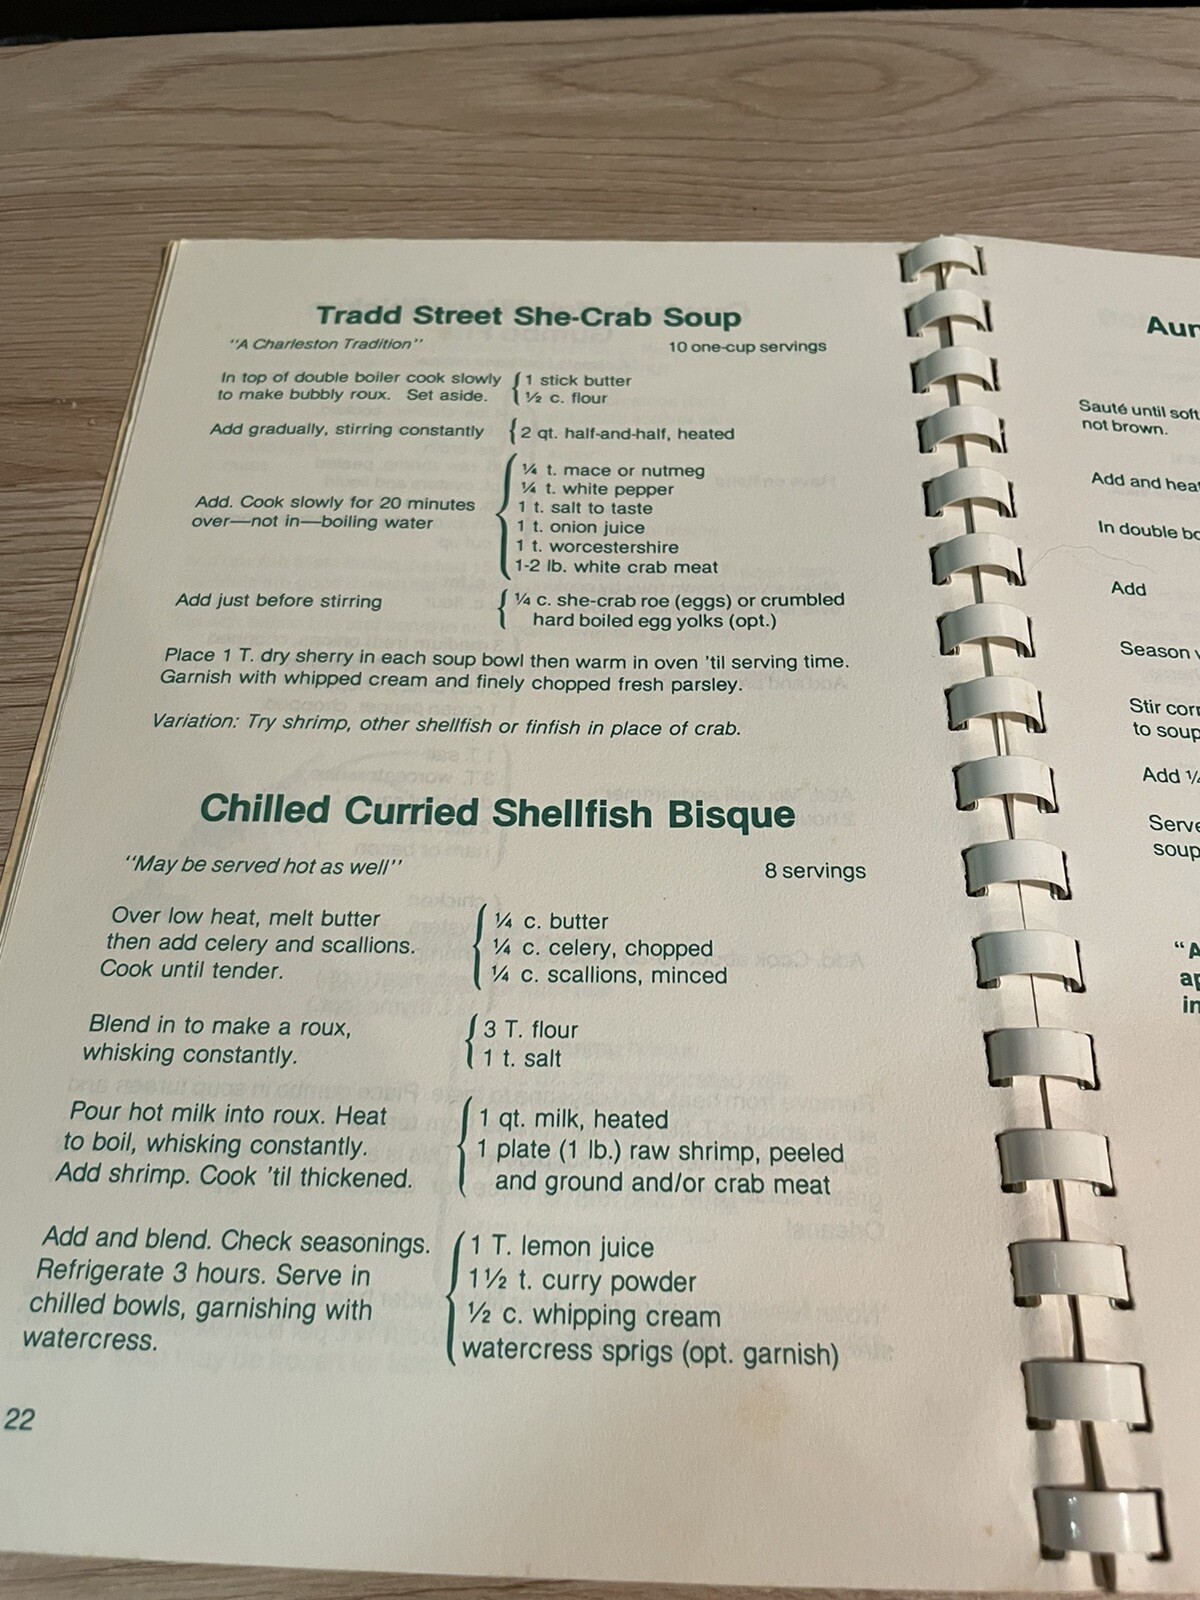 Tradd Street She-Crab Soup
"A Charleston Tradition" 10 one-cup servings
In top of double boiler cook slowly 1 stick butter
to make bubbly roux. Set aside. ½ c. flour
Add gradually, stirring constantly 2 qt. half-and-half, heated
¼ t. mace or nutmeg
¼ t. white pepper
Add. Cook slowly for 20 minutes 1 t. salt to taste
over—not in—boiling water 1 t. onion juice
1 t. worcestershire
1-2 lb. white crab meat
Add just before stirring ¼ c. she-crab roe (eggs) or crumbled
hard boiled egg yolks (opt.)
Place 1 T. dry sherry in each soup bowl then warm in oven 'til serving time.
Garnish with whipped cream and finely chopped fresh parsley.
Variation: Try shrimp, other shellfish or finfish in place of crab.
Chilled Curried Shellfish Bisque
"May be served hot as well" 8 servings
Over low heat, melt butter ¼ c. butter
then add celery and scallions. ¼ c. celery, chopped
Cook until tender. ¼ c. scallions, minced
Blend in to make a roux, 3 T. flour
whisking constantly. 1 t. salt
Pour hot milk into roux. Heat 1 qt. milk, heated
to boil, whisking constantly. 1 plate (1 lb.) raw shrimp, peeled
Add shrimp. Cook 'til thickened. and ground and/or crab meat
Add and blend. Check seasonings. 1 T. lemon juice
Refrigerate 3 hours. Serve in 1½ t. curry powder
chilled bowls, garnishing with ½ c. whipping cream
watercress. watercress sprigs (opt. garnish)
22
Aun
Sauté until soft
not brown.
Add and heat
In double bo
Add
Season
Stir cor
to soup
Add ¼
Serve
soup
"A
ap
in